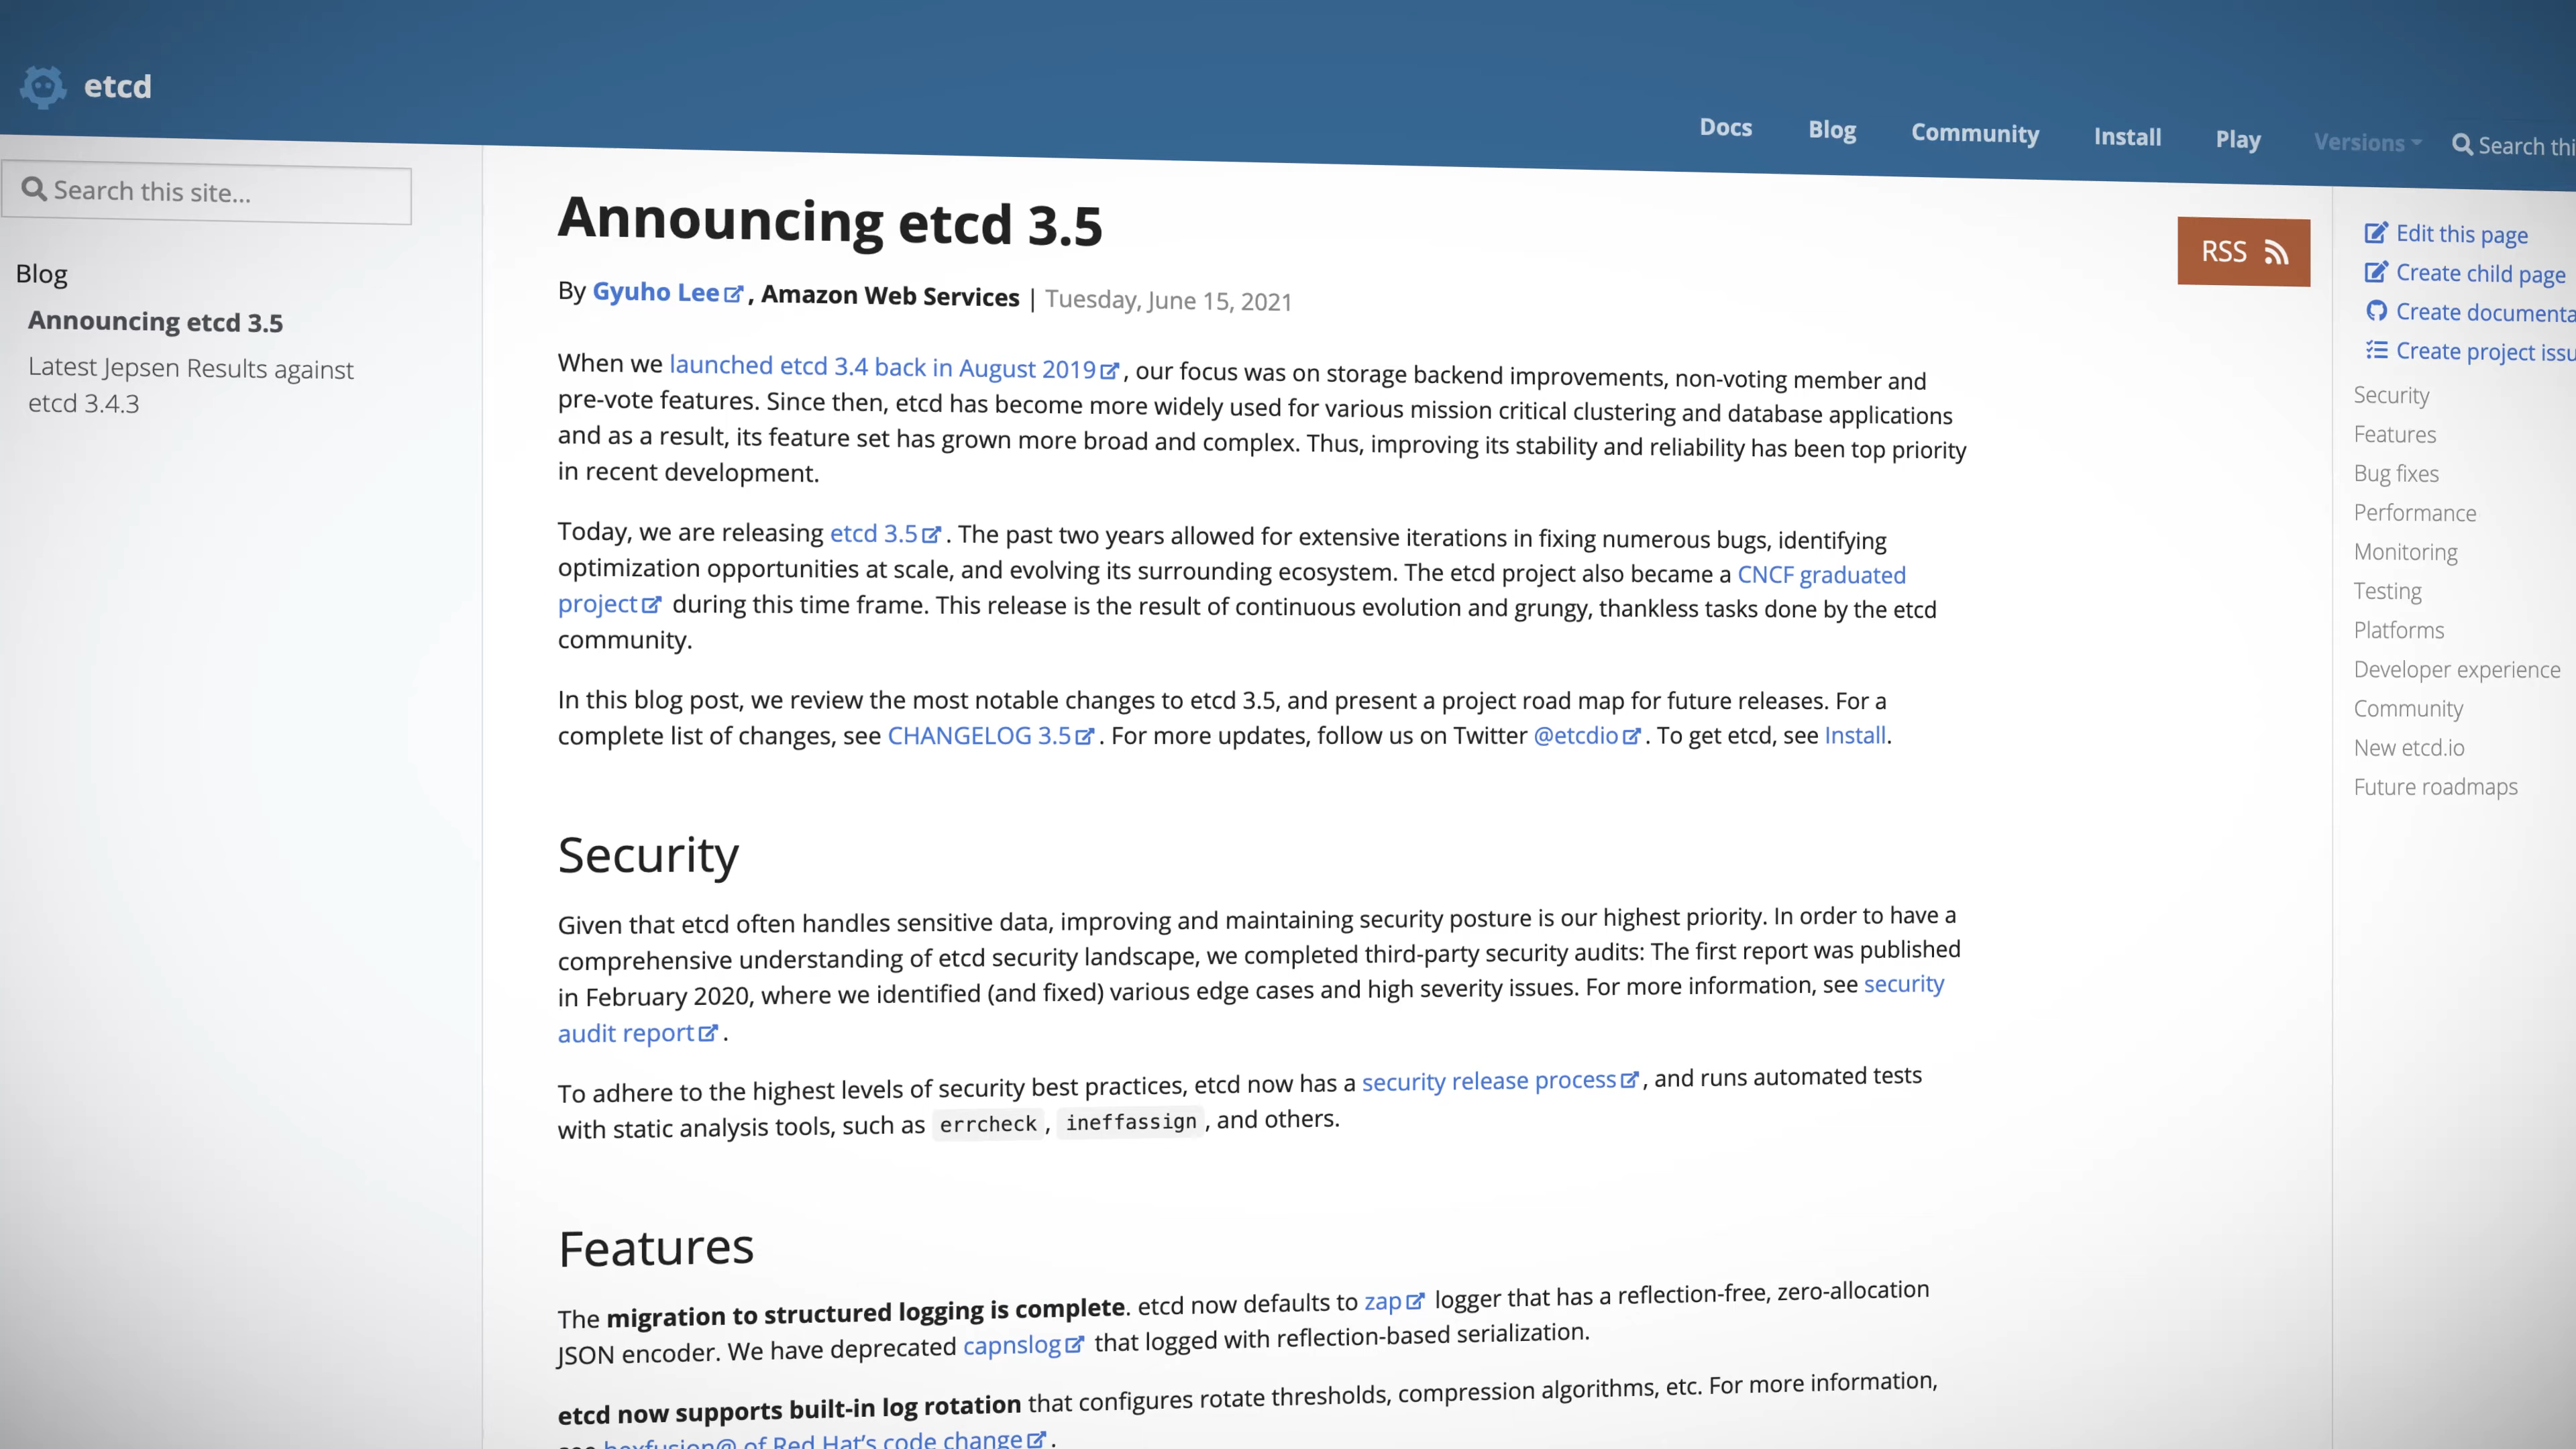 etcd
Docs Blog Community Install Play Versions Search thi
Search this site...
Blog
Announcing etcd 3.5
Latest Jepsen Results against
etcd 3.4.3
Announcing etcd 3.5
RSS
By Gyuho Lee , Amazon Web Services | Tuesday, June 15, 2021
When we launched etcd 3.4 back in August 2019 , our focus was on storage backend improvements, non-voting member and
pre-vote features. Since then, etcd has become more widely used for various mission critical clustering and database applications
and as a result, its feature set has grown more broad and complex. Thus, improving its stability and reliability has been top priority
in recent development.
Today, we are releasing etcd 3.5 . The past two years allowed for extensive iterations in fixing numerous bugs, identifying
optimization opportunities at scale, and evolving its surrounding ecosystem. The etcd project also became a CNCF graduated
project during this time frame. This release is the result of continuous evolution and grungy, thankless tasks done by the etcd
community.
In this blog post, we review the most notable changes to etcd 3.5, and present a project road map for future releases. For a
complete list of changes, see CHANGELOG 3.5 . For more updates, follow us on Twitter @etcdio . To get etcd, see Install.
Security
Given that etcd often handles sensitive data, improving and maintaining security posture is our highest priority. In order to have a
comprehensive understanding of etcd security landscape, we completed third-party security audits: The first report was published
in February 2020, where we identified (and fixed) various edge cases and high severity issues. For more information, see security
audit report .
To adhere to the highest levels of security best practices, etcd now has a security release process , and runs automated tests
with static analysis tools, such as errcheck , ineffassign , and others.
Features
The migration to structured logging is complete. etcd now defaults to zap logger that has a reflection-free, zero-allocation
JSON encoder. We have deprecated capnslog that logged with reflection-based serialization.
etcd now supports built-in log rotation that configures rotate thresholds, compression algorithms, etc. For more information,
see hexfusion@ of Red Hat's code change .
Edit this page
Create child page
Create documenta
Create project issu
Security
Features
Bug fixes
Performance
Monitoring
Testing
Platforms
Developer experience
Community
New etcd.io
Future roadmaps